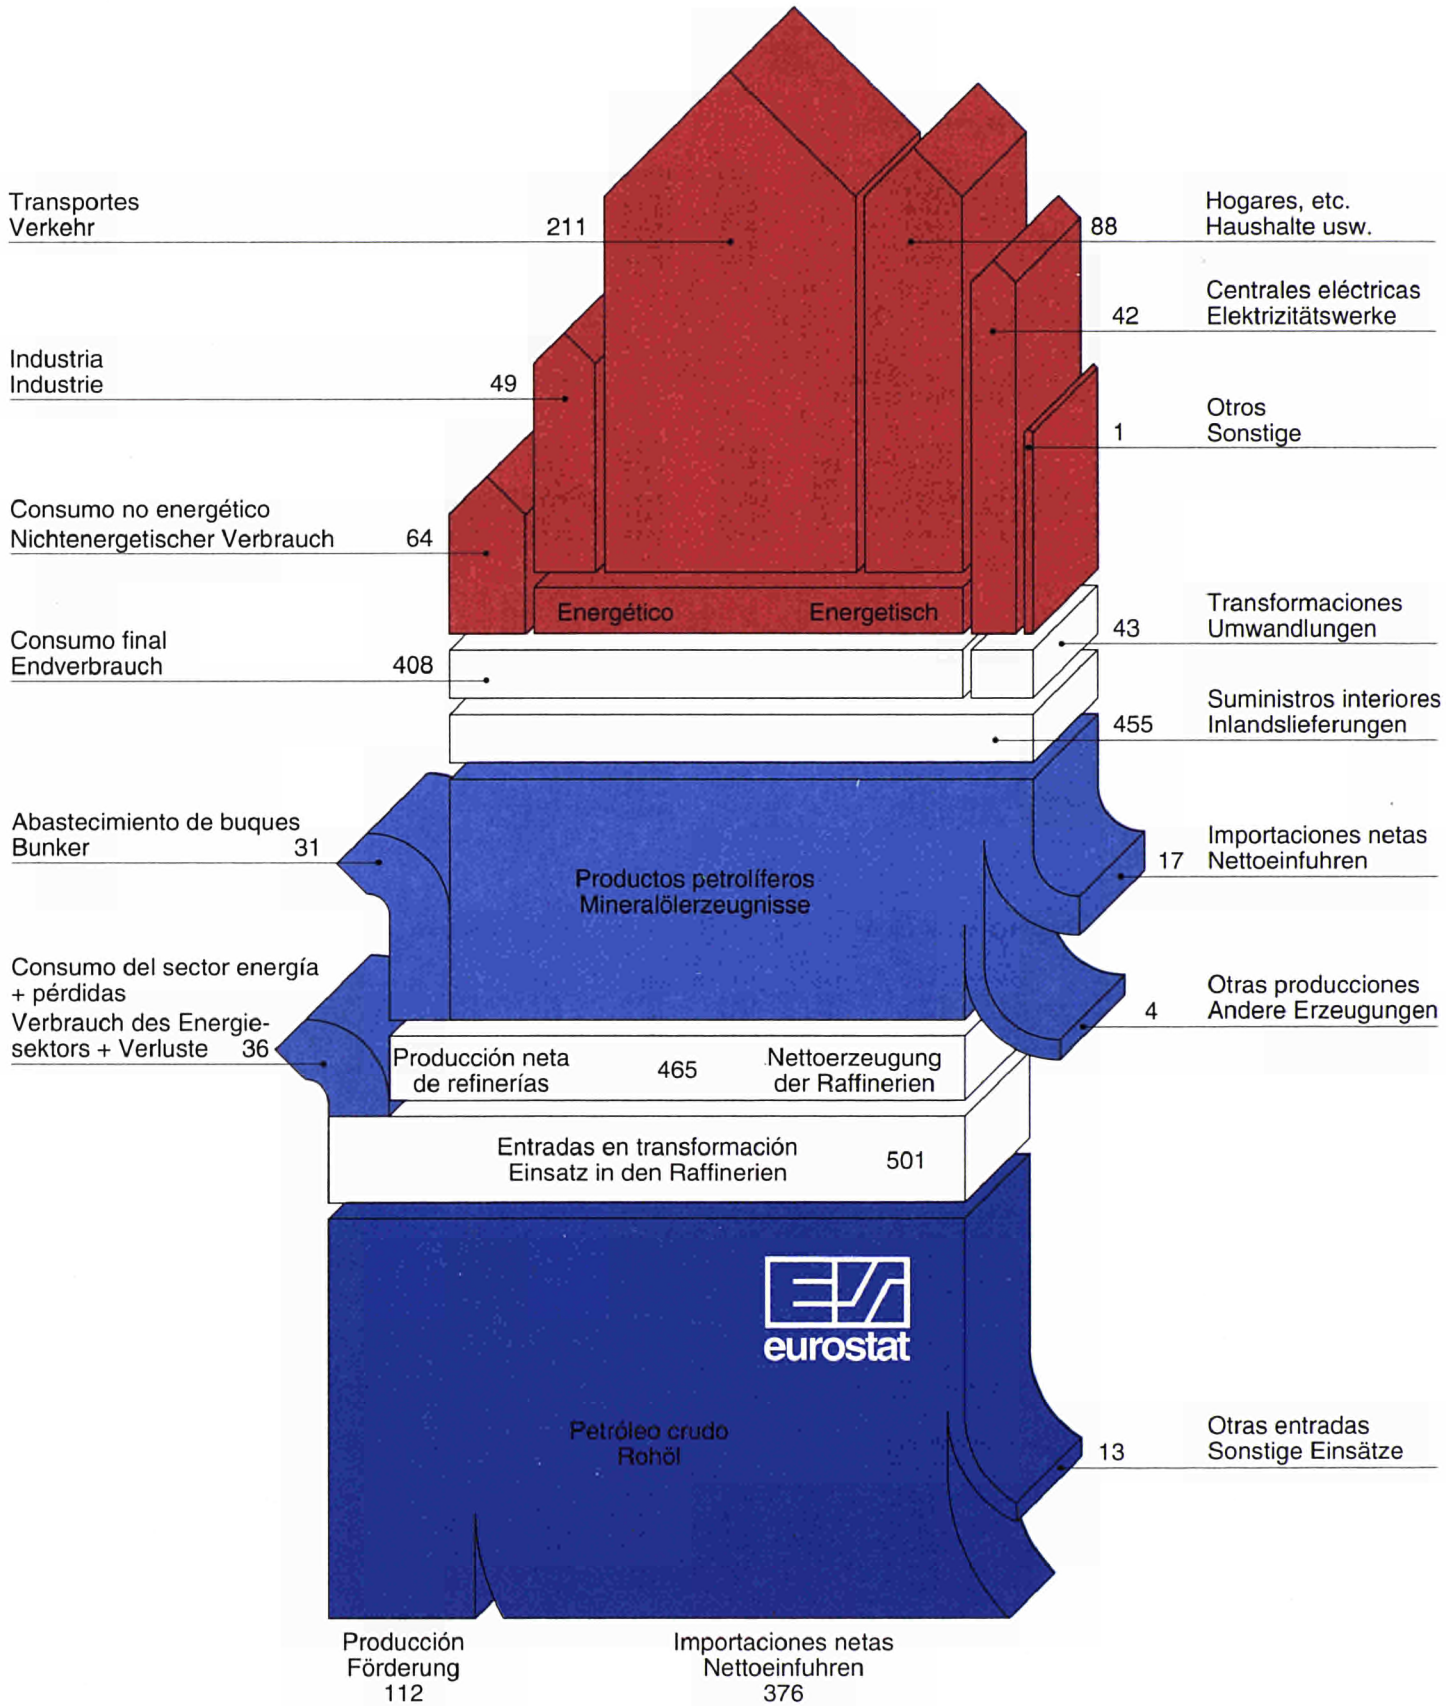 Transportes
Verkehr
211
Hogares, etc.
Haushalte usw.
88
Centrales eléctricas
Elektrizitätswerke
42
Industria
Industrie
49
Otros
Sonstige
1
Consumo no energético
Nichtenergetischer Verbrauch
64
Energético
Energetisch
Transformaciones
Umwandlungen
43
Consumo final
Endverbrauch
408
Suministros interiores
Inlandslieferungen
455
Abastecimiento de buques
Bunker
31
Productos petrolíferos
Mineralölerzeugnisse
Importaciones netas
Nettoeinfuhren
17
Consumo del sector energía
+ pérdidas
Verbrauch des Energie-
sektors + Verluste
36
Otras producciones
Andere Erzeugungen
4
Producción neta
de refinerías
465
Nettoerzeugung
der Raffinerien
Entradas en transformación
Einsatz in den Raffinerien
501
eurostat
Petróleo crudo
Rohöl
Otras entradas
Sonstige Einsätze
13
Producción
Förderung
112
Importaciones netas
Nettoeinfuhren
376